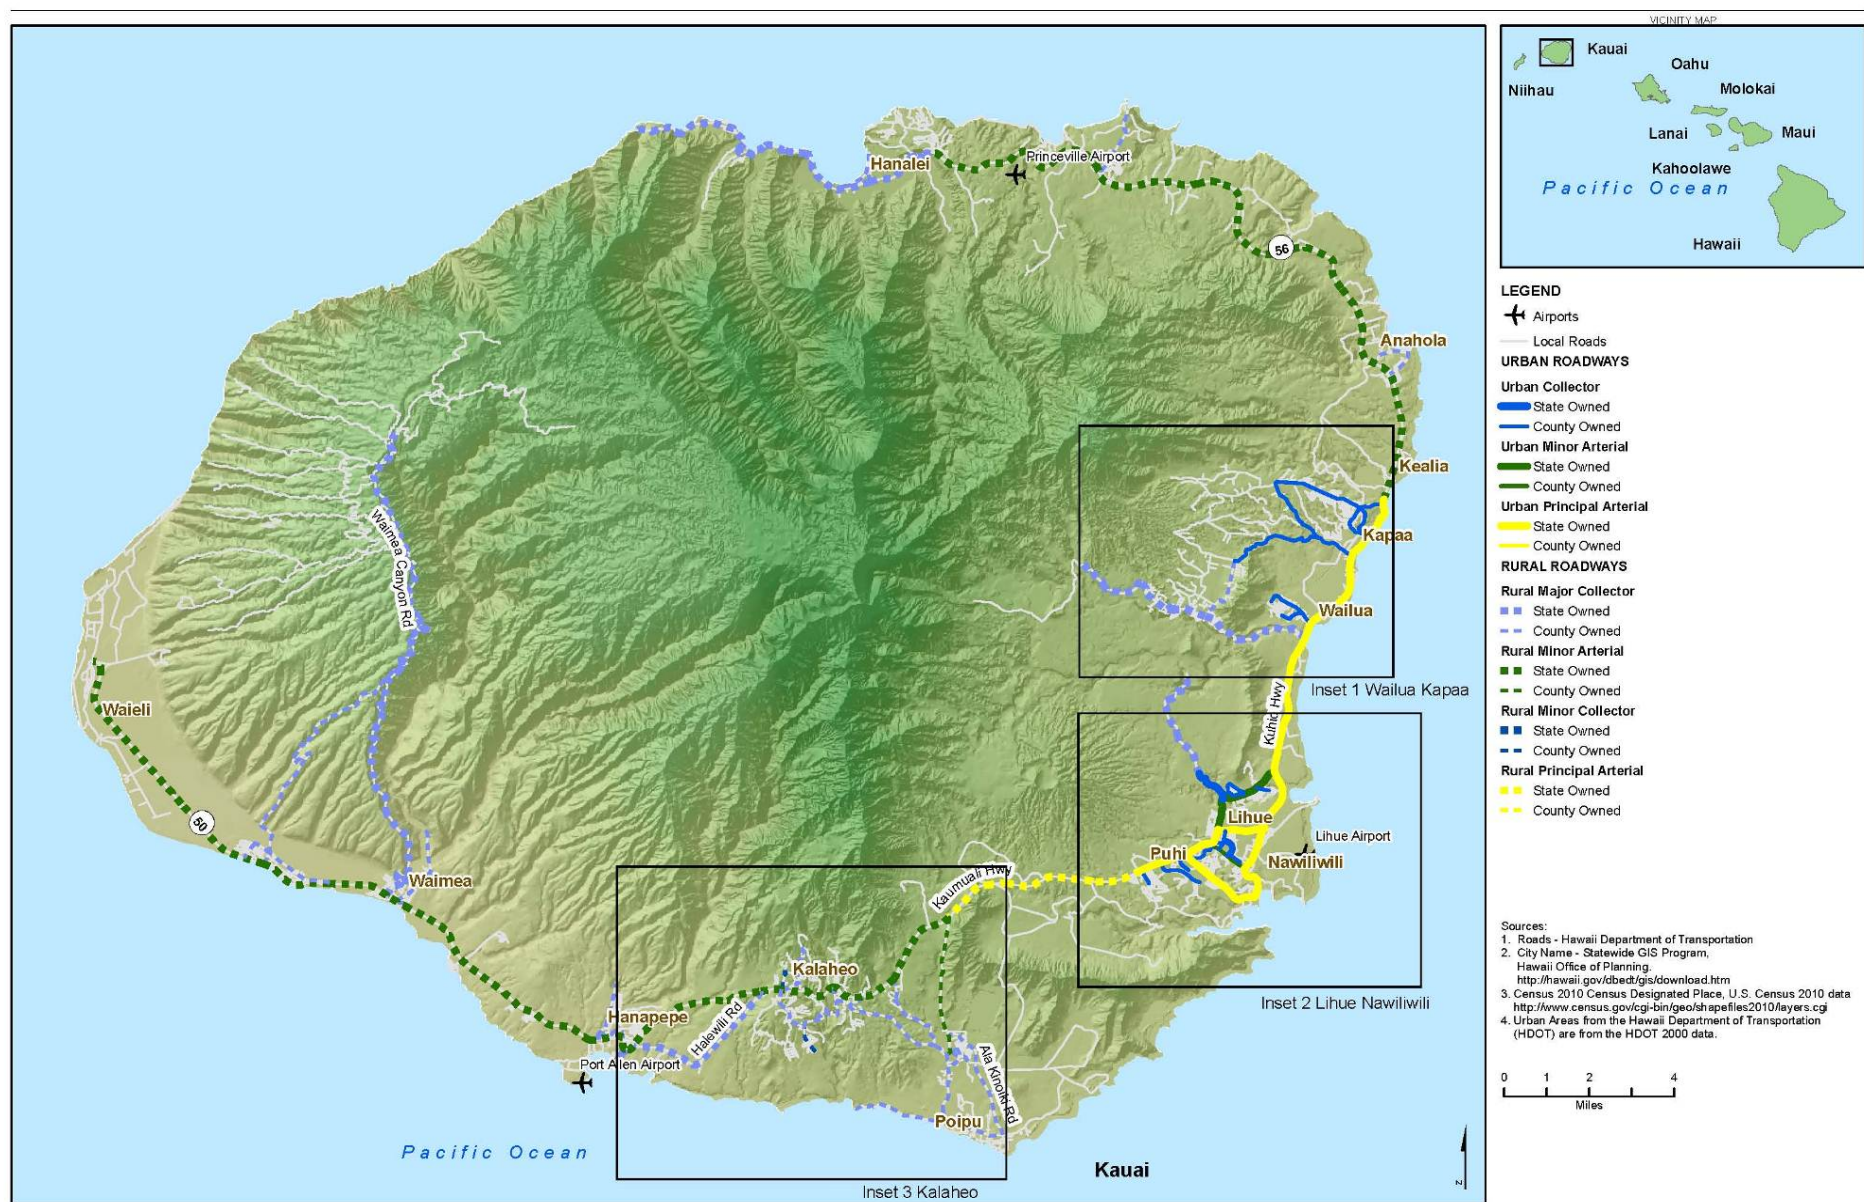 VICINITY MAP
Kauai
Oahu
Niihau
Molokai
Lanai
Maui
Kahoolawe
Pacific Ocean
Hawaii
Hanalei
Princeville Airport
56
Anahola
Kealia
Kapaa
Wailua
Inset 1 Wailua Kapaa
Waimea Canyon Rd
Waieli
50
Waimea
Kuhio Hwy
Lihue
Lihue Airport
Puhi
Nawiliwili
Kaumuali Hwy
Inset 2 Lihue Nawiliwili
Kalaheo
Hanapepe
Halewili Rd
Port Allen Airport
Ala Kinoiki Rd
Poipu
Pacific Ocean
Kauai
Inset 3 Kalaheo
LEGEND
Airports
Local Roads
URBAN ROADWAYS
Urban Collector
State Owned
County Owned
Urban Minor Arterial
State Owned
County Owned
Urban Principal Arterial
State Owned
County Owned
RURAL ROADWAYS
Rural Major Collector
State Owned
County Owned
Rural Minor Arterial
State Owned
County Owned
Rural Minor Collector
State Owned
County Owned
Rural Principal Arterial
State Owned
County Owned
Sources:
1. Roads - Hawaii Department of Transportation
2. City Name - Statewide GIS Program,
Hawaii Office of Planning.
http://hawaii.gov/dbedt/gis/download.htm
3. Census 2010 Census Designated Place, U.S. Census 2010 data
http://www.census.gov/cgi-bin/geo/shapefiles2010/layers.cgi
4. Urban Areas from the Hawaii Department of Transportation
(HDOT) are from the HDOT 2000 data.
0 1 2 4
Miles
Z